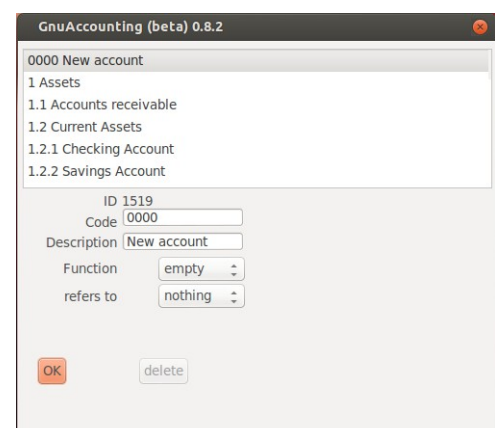 GnuAccounting (beta) 0.8.2
0000 New account
1 Assets
1.1 Accounts receivable
1.2 Current Assets
1.2.1 Checking Account
1.2.2 Savings Account
ID 1519
Code 0000
Description New account
Function empty
refers to nothing
OK delete